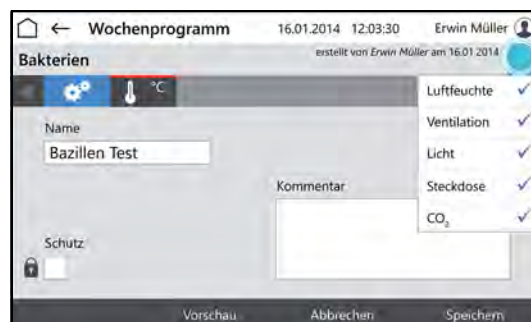 Wochenprogramm 16.01.2014 12:03:30 Erwin Müller
Bakterien erstellt von Erwin Müller am 16.01.2014
°C
Luftfeuchte
Name
Ventilation
Bazillen Test
Licht
Kommentar
Steckdose
CO₂
Schutz
Vorschau Abbrechen Speichern